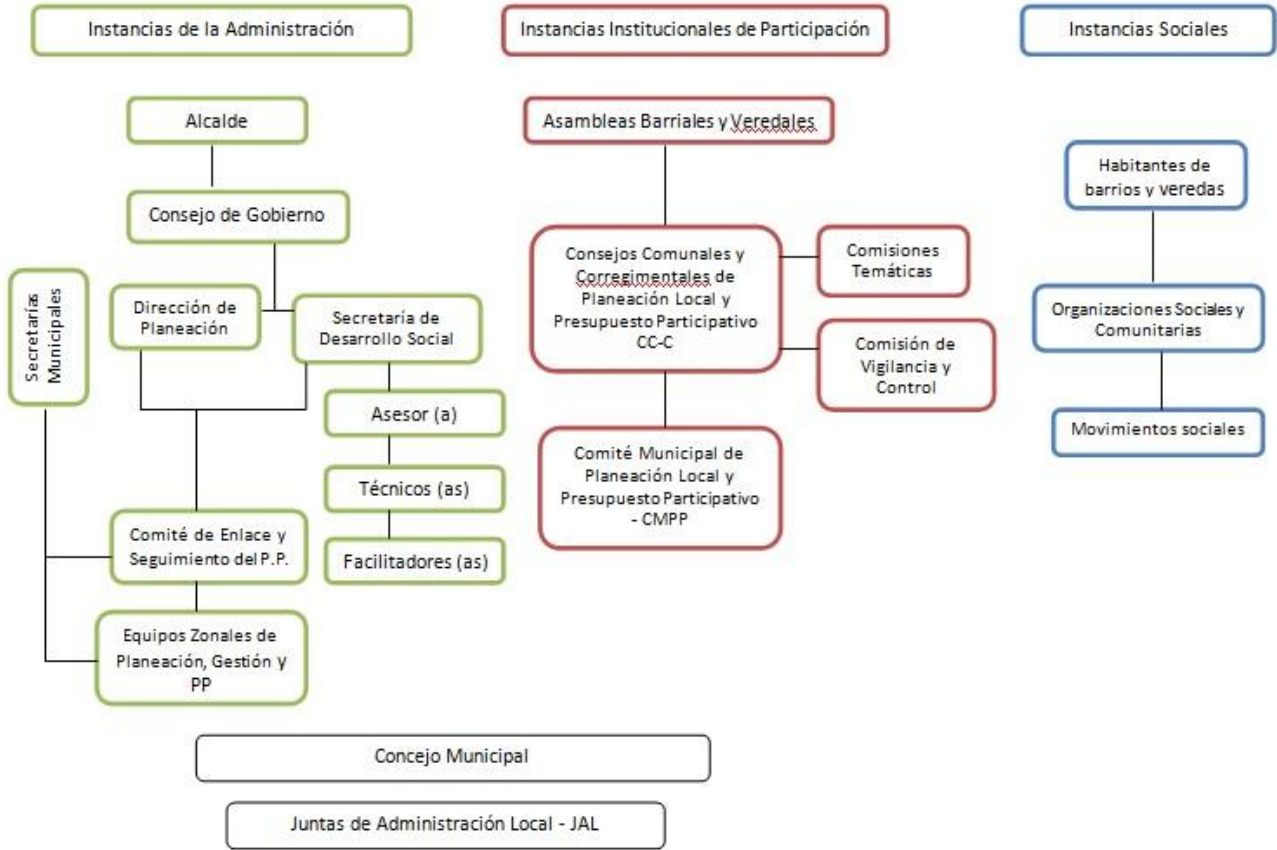 Instancias de la Administración
Instancias Institucionales de Participación
Instancias Sociales
Alcalde
Consejo de Gobierno
Secretarías
Municipales
Dirección de
Planeación
Secretaría de
Desarrollo Social
Asesor (a)
Técnicos (as)
Facilitadores (as)
Comité de Enlace y
Seguimiento del P.P.
Equipos Zonales de
Planeación, Gestión y
PP
Asambleas Barriales y Veredales
Consejos Comunales y
Corregimentales de
Planeación Local y
Presupuesto Participativo
CC-C
Comisiones
Temáticas
Comisión de
Vigilancia y
Control
Comité Municipal de
Planeación Local y
Presupuesto Participativo
- CMPP
Habitantes de
barrios y veredas
Organizaciones Sociales y
Comunitarias
Movimientos sociales
Concejo Municipal
Juntas de Administración Local - JAL